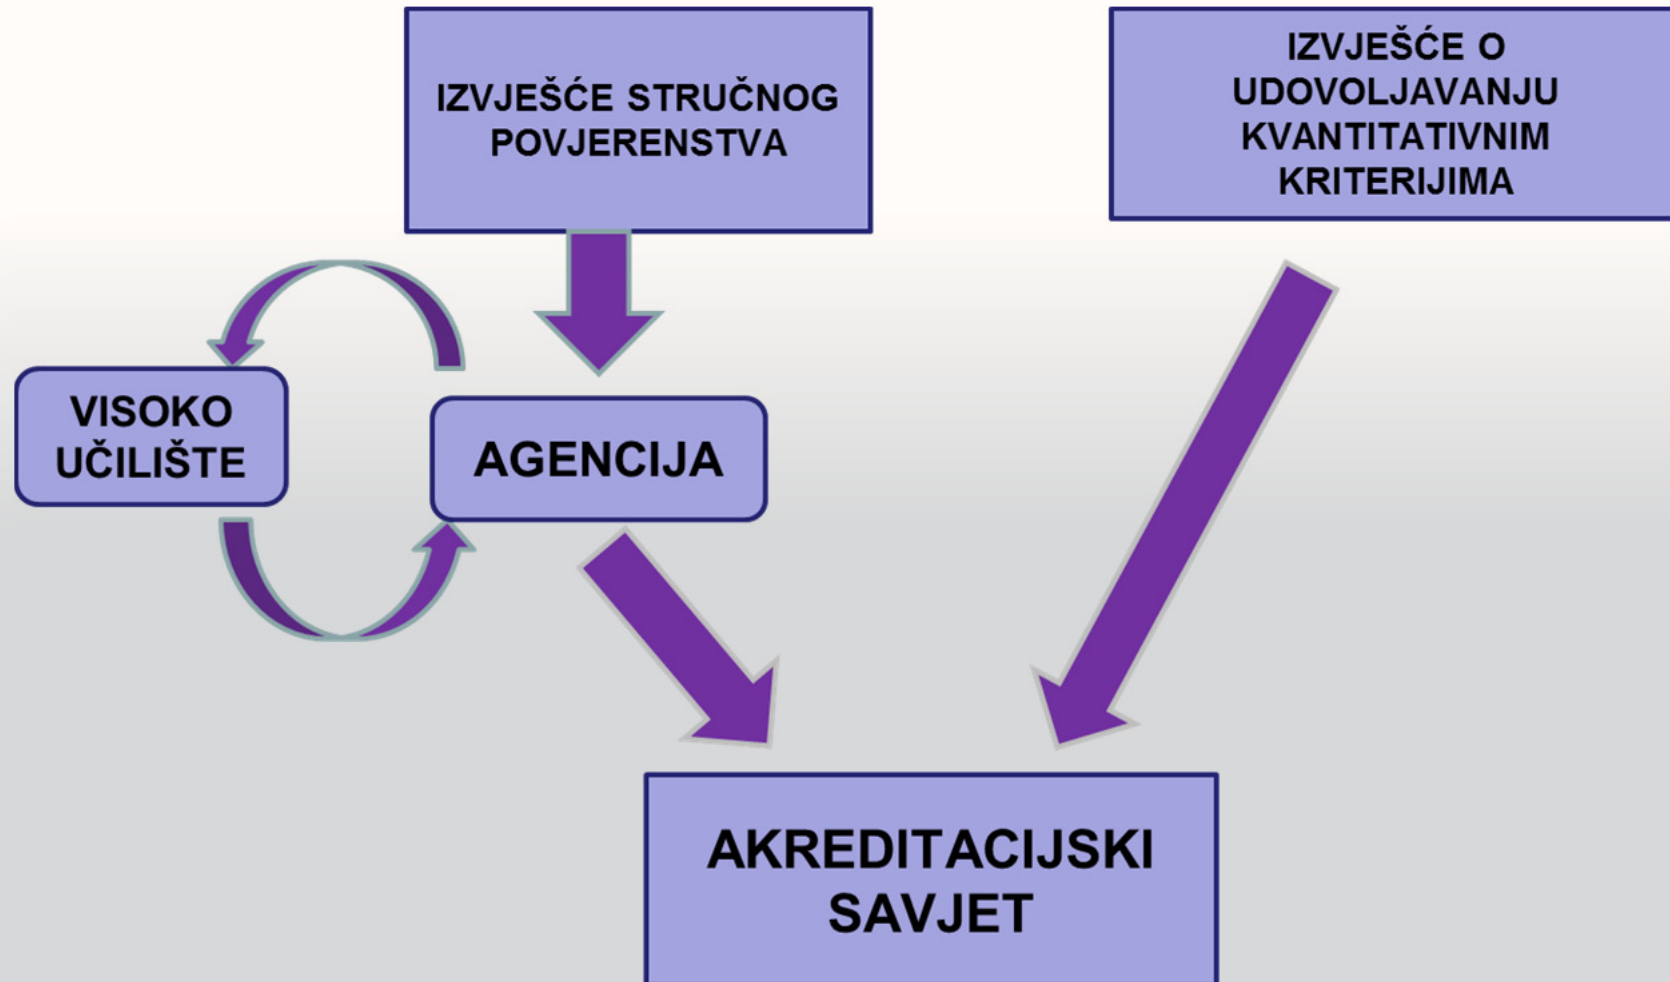 IZVJEŠĆE STRUČNOG
POVJERENSTVA
IZVJEŠĆE O
UDOVOLJAVANJU
KVANTITATIVNIM
KRITERIJIMA
VISOKO
UČILIŠTE
AGENCIJA
AKREDITACIJSKI
SAVJET